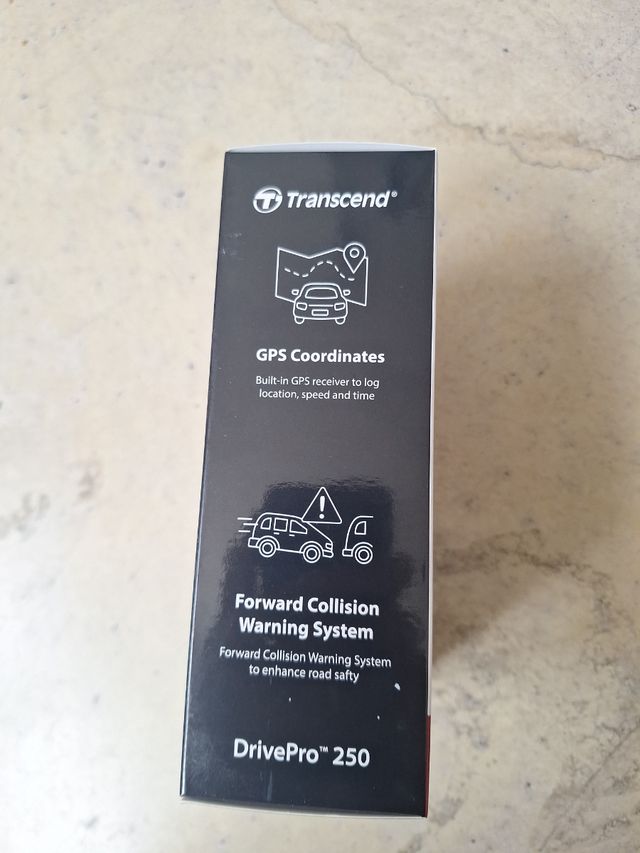 Transcend®
GPS Coordinates
Built-in GPS receiver to log
location, speed and time
!
Forward Collision
Warning System
Forward Collision Warning System
to enhance road safty
DrivePro™ 250